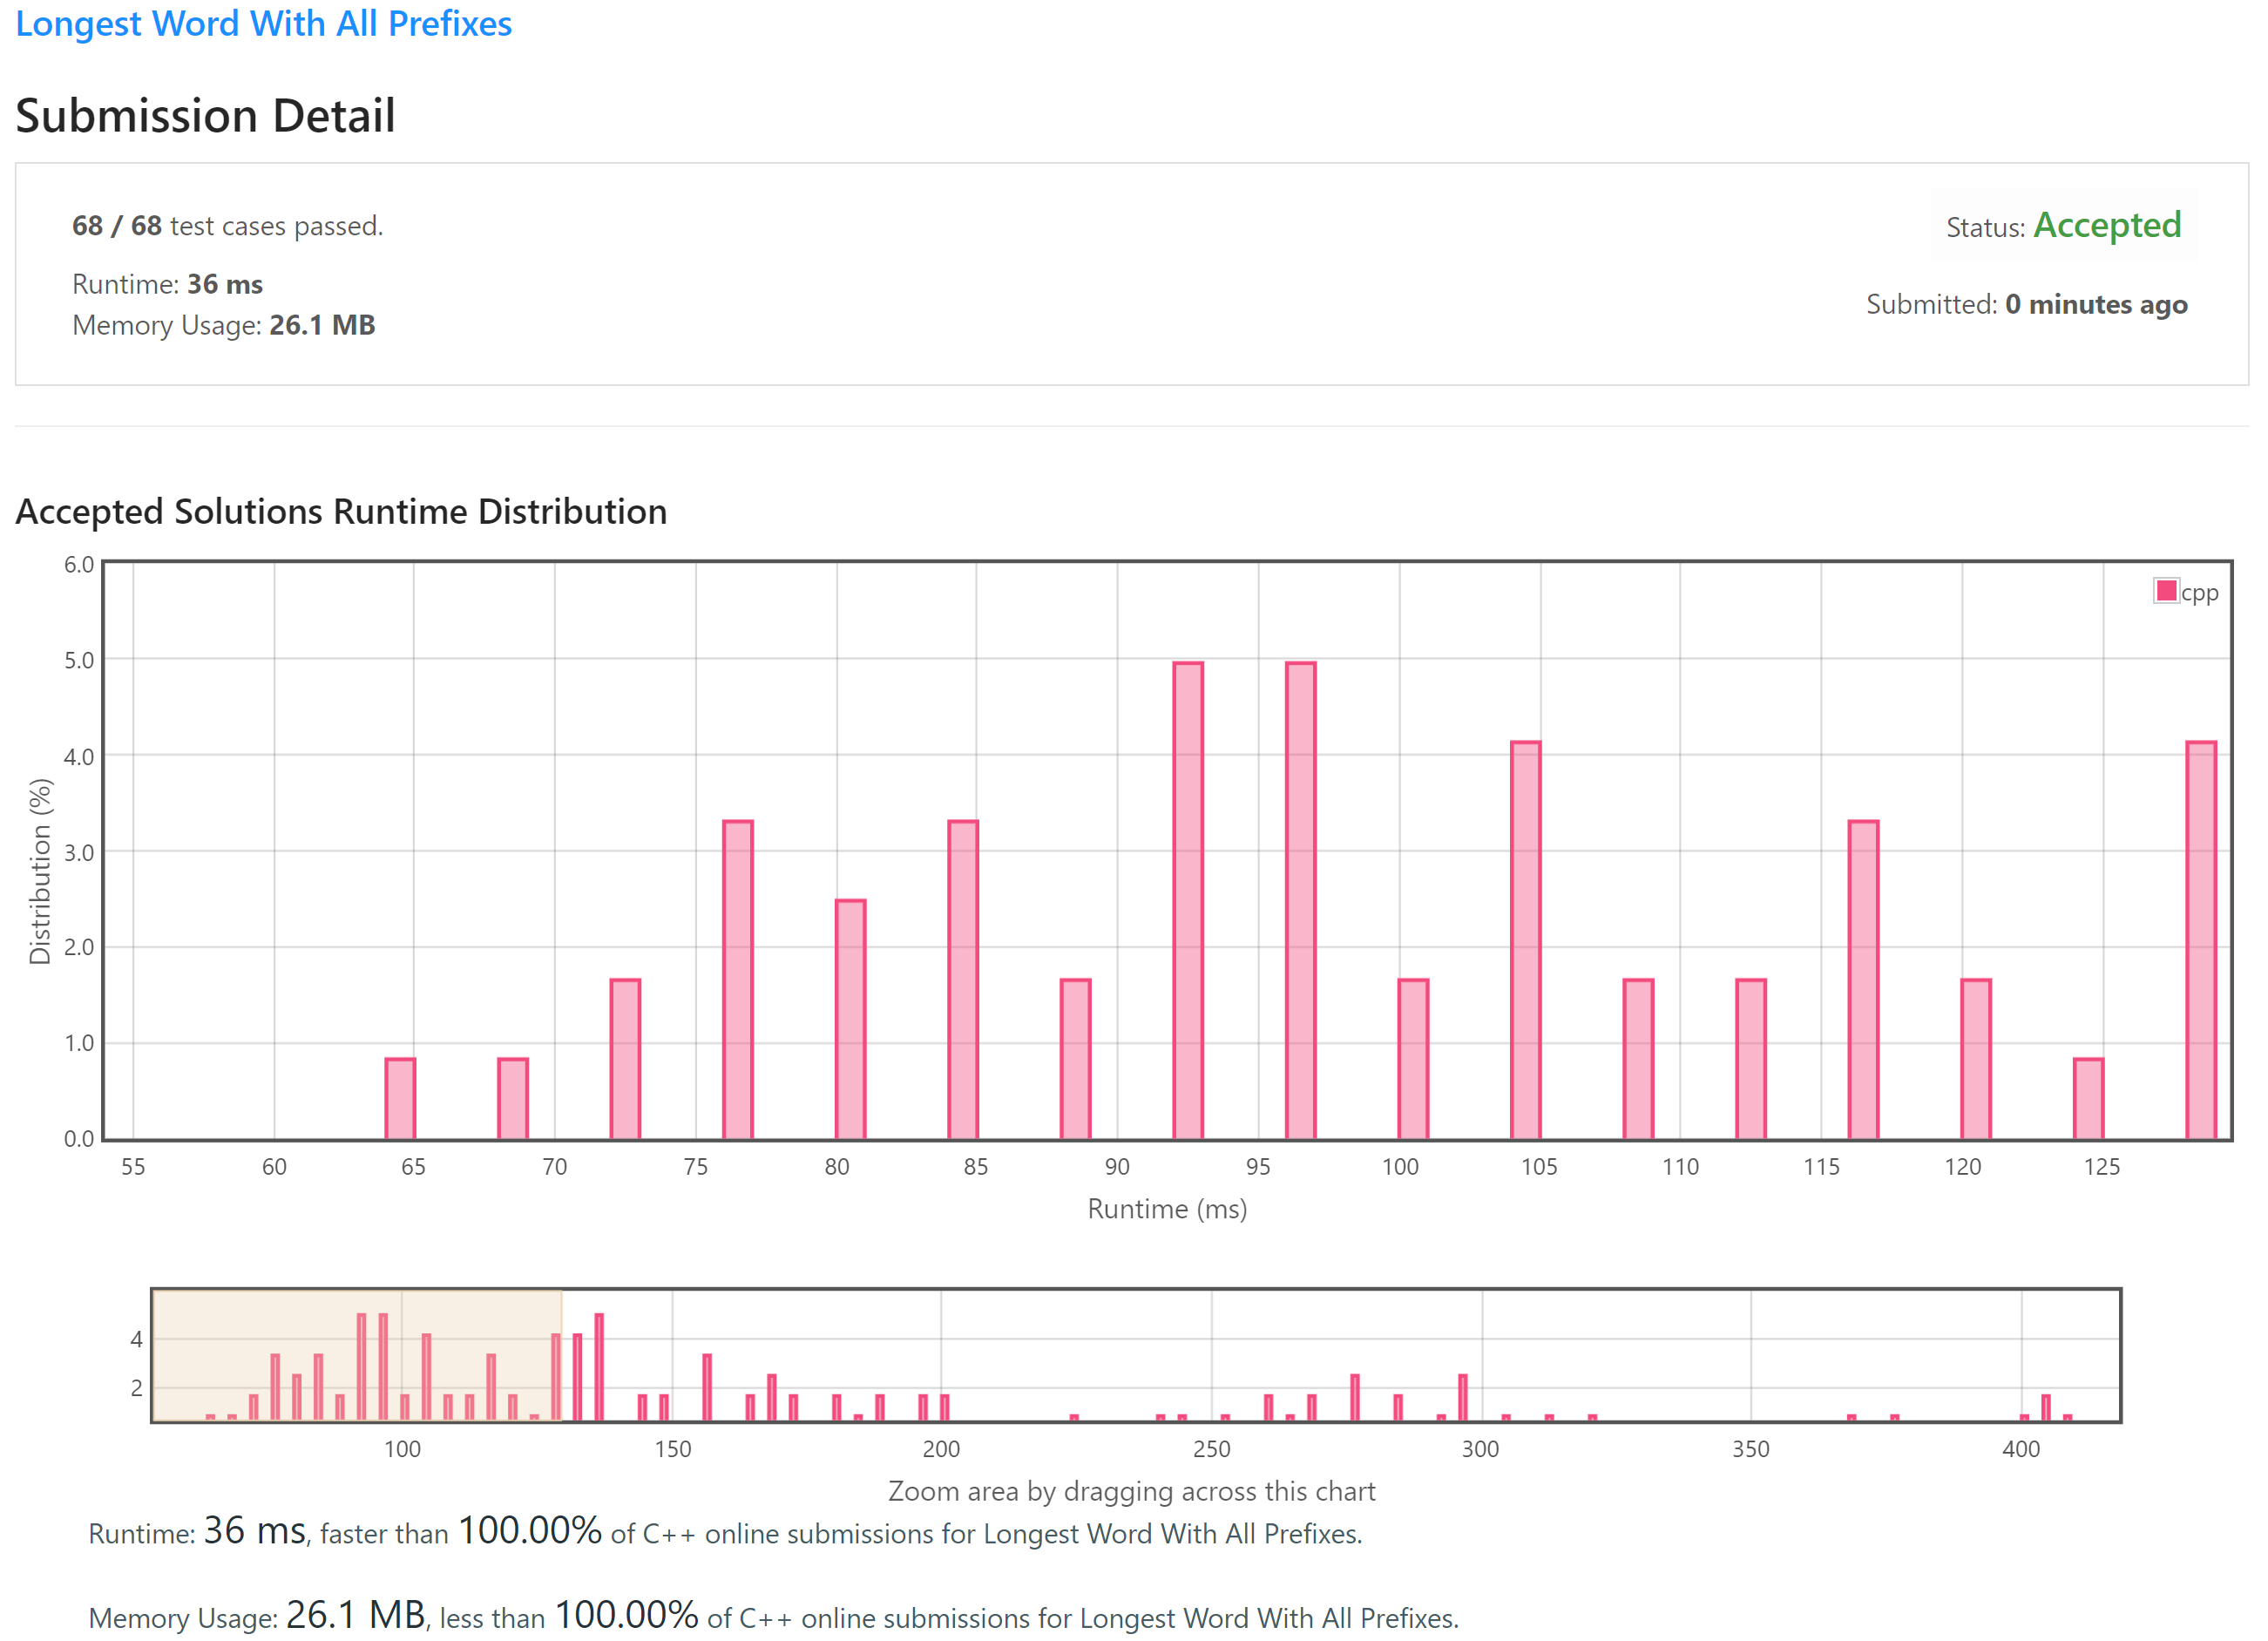 Longest Word With All Prefixes
Submission Detail
68 / 68 test cases passed.
Status: Accepted
Runtime: 36 ms
Submitted: 0 minutes ago
Memory Usage: 26.1 MB
Accepted Solutions Runtime Distribution
6.0
cpp
5.0
4.0
3.0
2.0
1.0
0.0
Distribution (%)
55 60 65 70 75 80 85 90 95 100 105 110 115 120 125
Runtime (ms)
4
2
100 150 200 250 300 350 400
Zoom area by dragging across this chart
Runtime: 36 ms, faster than 100.00% of C++ online submissions for Longest Word With All Prefixes.
Memory Usage: 26.1 MB, less than 100.00% of C++ online submissions for Longest Word With All Prefixes.